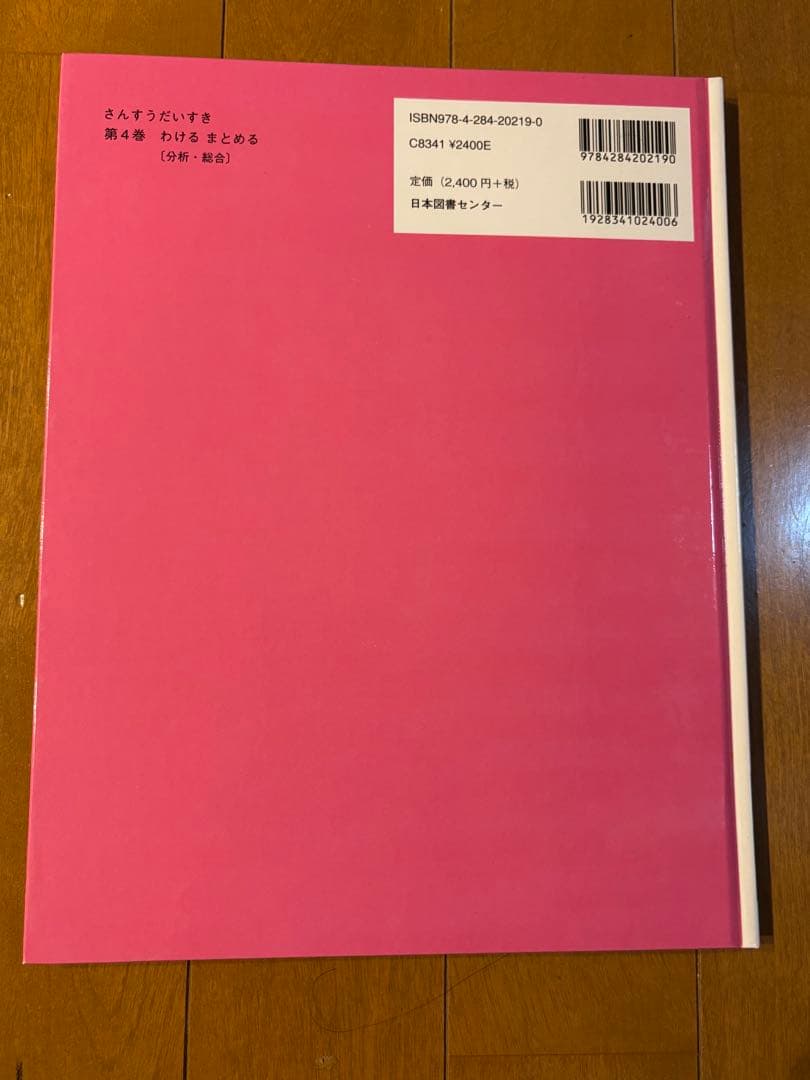 さんすうだいすき
第4巻　わける まとめる
〔分析・総合〕
ISBN978-4-284-20219-0
C8341 ¥2400E
定価（2,400円＋税）
日本図書センター
9784284202190
1928341024006